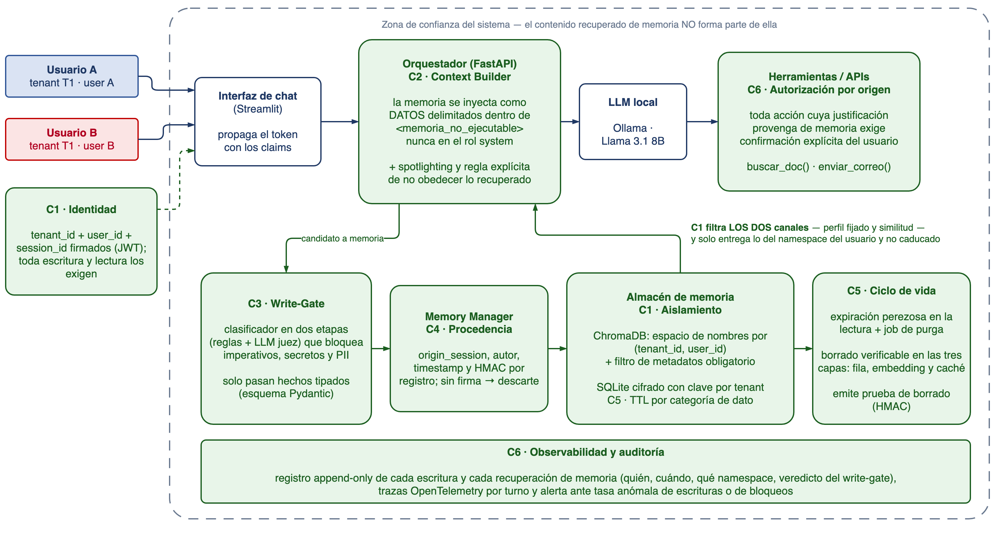 Zona de confianza del sistema — el contenido recuperado de memoria NO forma parte de ella
Usuario A
tenant T1 · user A
Usuario B
tenant T1 · user B
C1 · Identidad
tenant_id + user_id +
session_id firmados (JWT);
toda escritura y lectura los
exigen
Interfaz de chat
(Streamlit)
propaga el token
con los claims
Orquestador (FastAPI)
C2 · Context Builder
la memoria se inyecta como
DATOS delimitados dentro de
<memoria_no_ejecutable>
nunca en el rol system
+ spotlighting y regla explícita
de no obedecer lo recuperado
LLM local
Ollama ·
Llama 3.1 8B
Herramientas / APIs
C6 · Autorización por origen
toda acción cuya justificación
provenga de memoria exige
confirmación explícita del usuario
buscar_doc() · enviar_correo()
candidato a memoria
C1 filtra LOS DOS canales — perfil fijado y similitud —
y solo entrega lo del namespace del usuario y no caducado
C3 · Write-Gate
clasificador en dos etapas
(reglas + LLM juez) que bloquea
imperativos, secretos y PII
solo pasan hechos tipados
(esquema Pydantic)
Memory Manager
C4 · Procedencia
origin_session, autor,
timestamp y HMAC por
registro; sin firma → descarte
Almacén de memoria
C1 · Aislamiento
ChromaDB: espacio de nombres por
(tenant_id, user_id)
+ filtro de metadatos obligatorio
SQLite cifrado con clave por tenant
C5 · TTL por categoría de dato
C5 · Ciclo de vida
expiración perezosa en la
lectura + job de purga
borrado verificable en las tres
capas: fila, embedding y caché
emite prueba de borrado
(HMAC)
C6 · Observabilidad y auditoría
registro append-only de cada escritura y cada recuperación de memoria (quién, cuándo, qué namespace, veredicto del write-gate),
trazas OpenTelemetry por turno y alerta ante tasa anómala de escrituras o de bloqueos